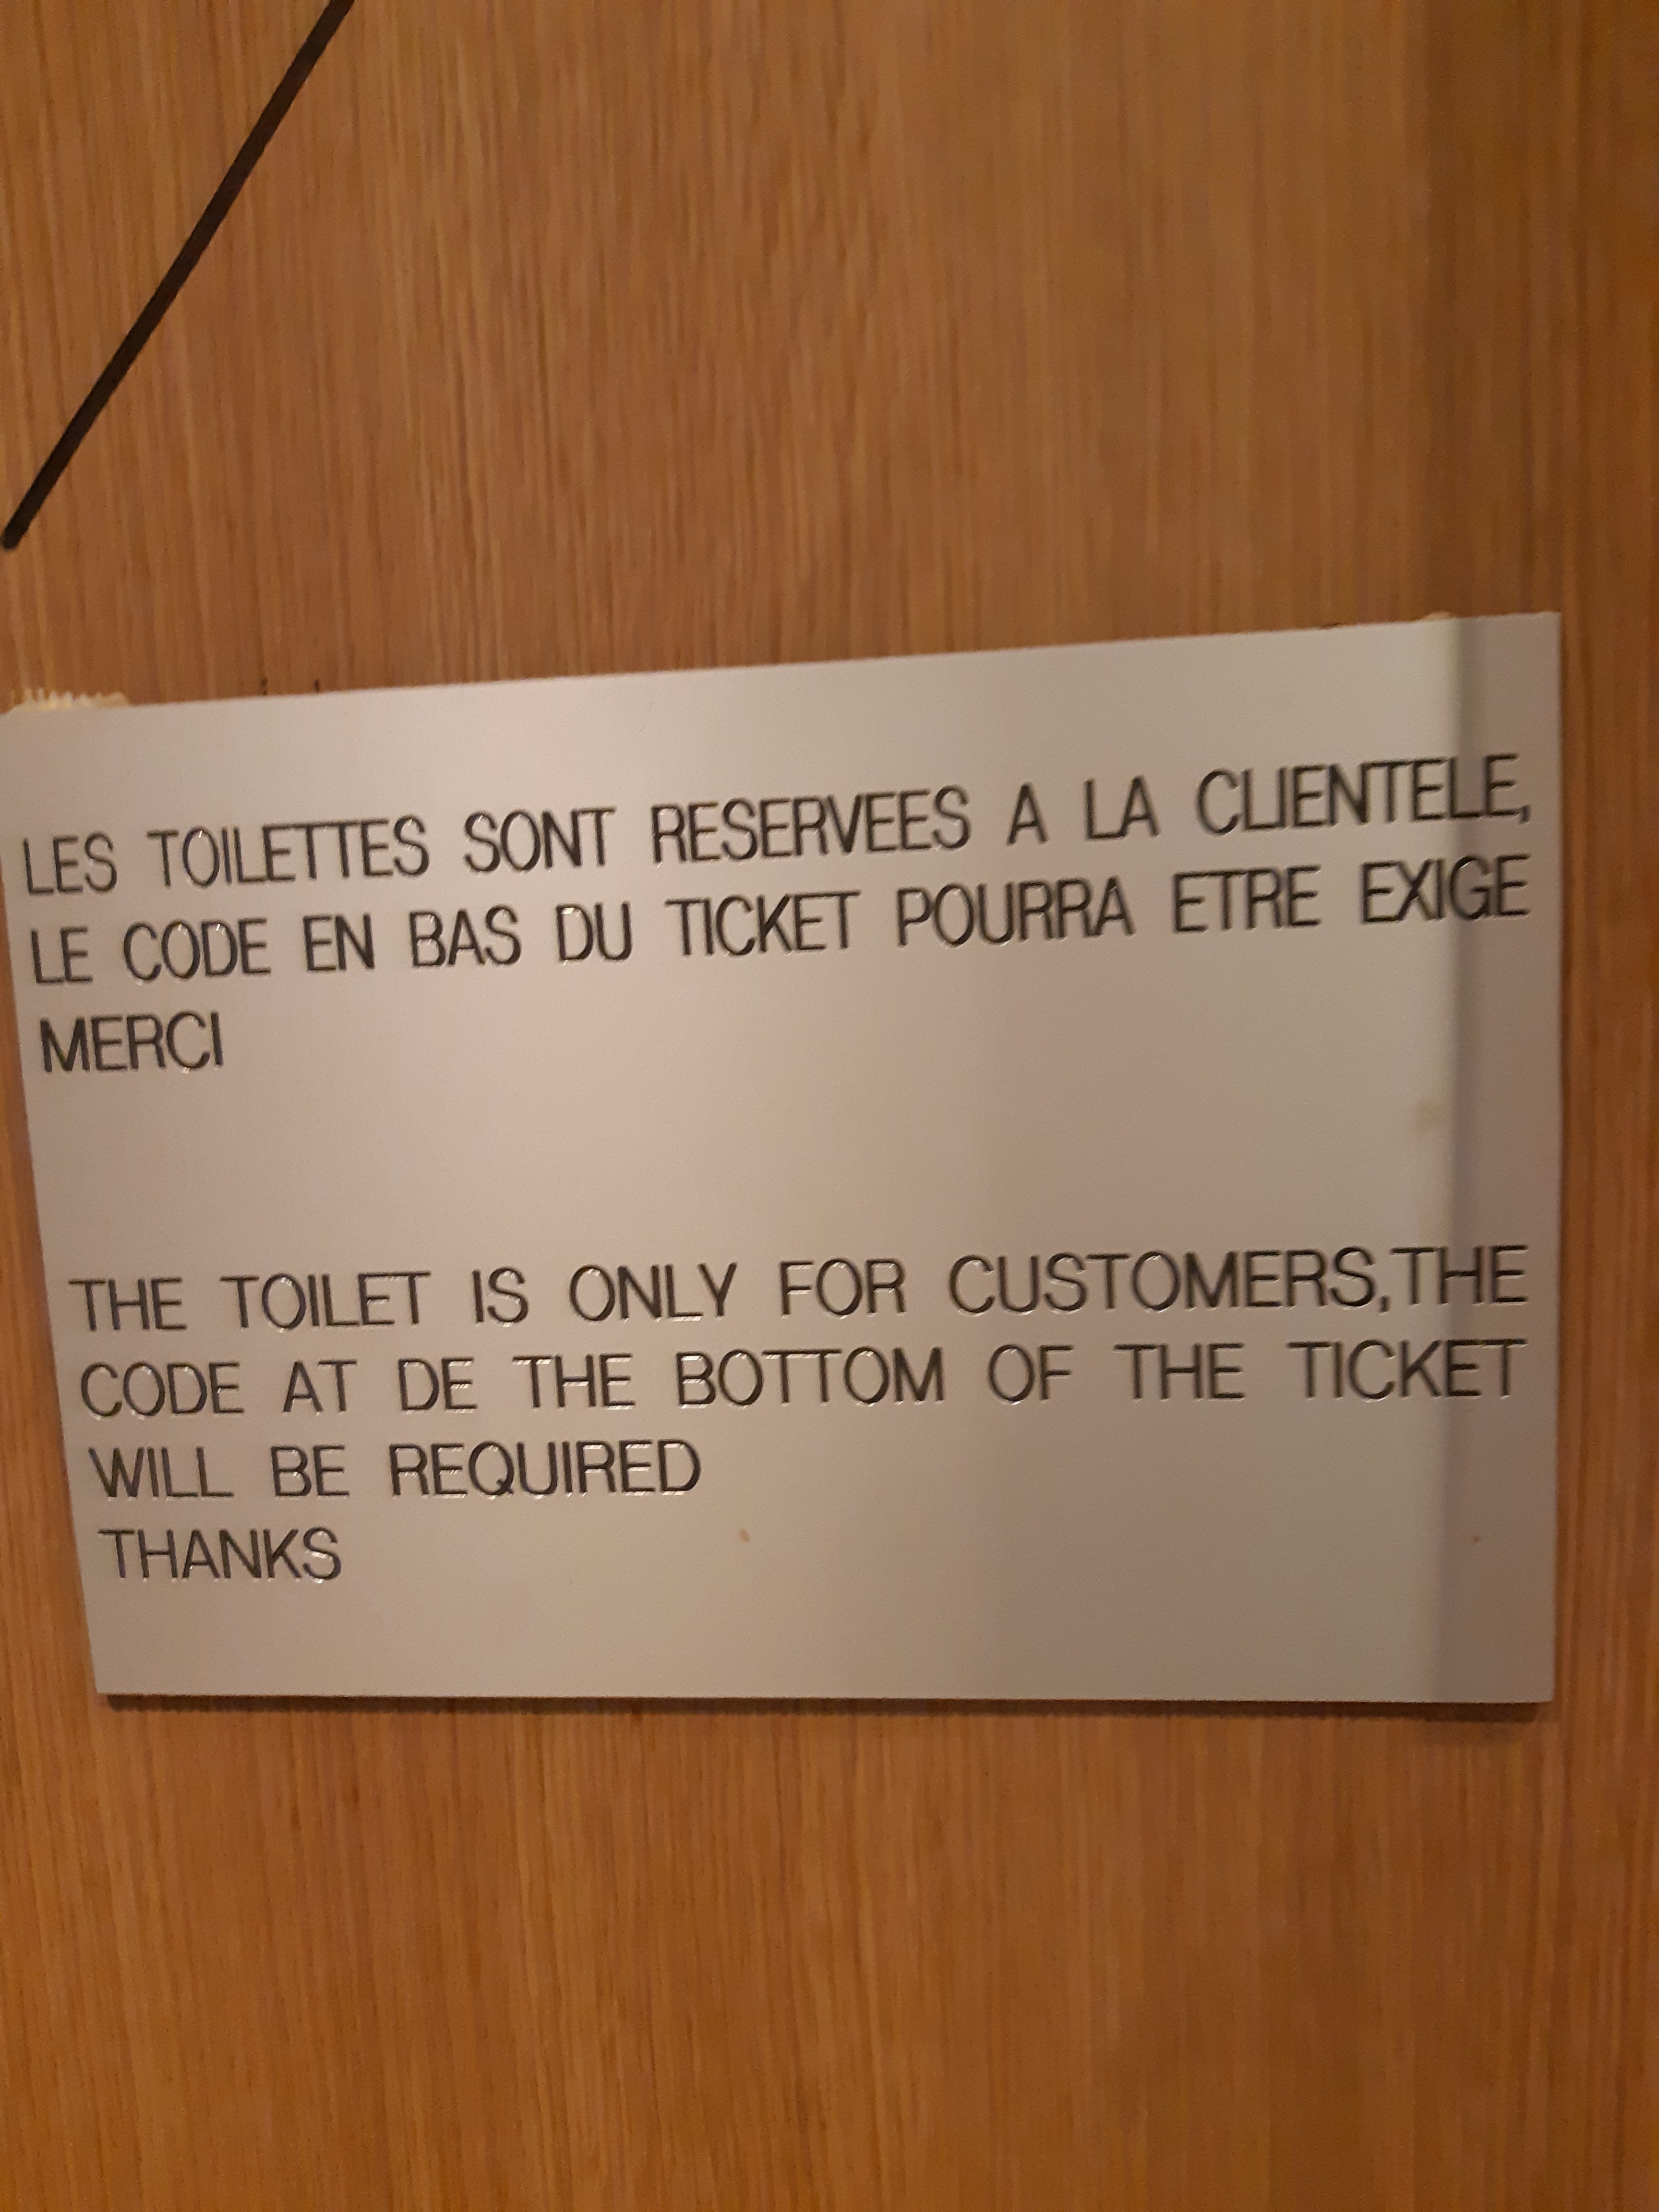 LES TOILETTES SONT RESERVEES A LA CLIENTELE,
LE CODE EN BAS DU TICKET POURRA ETRE EXIGE
MERCI
THE TOILET IS ONLY FOR CUSTOMERS,THE
CODE AT DE THE BOTTOM OF THE TICKET
WILL BE REQUIRED
THANKS